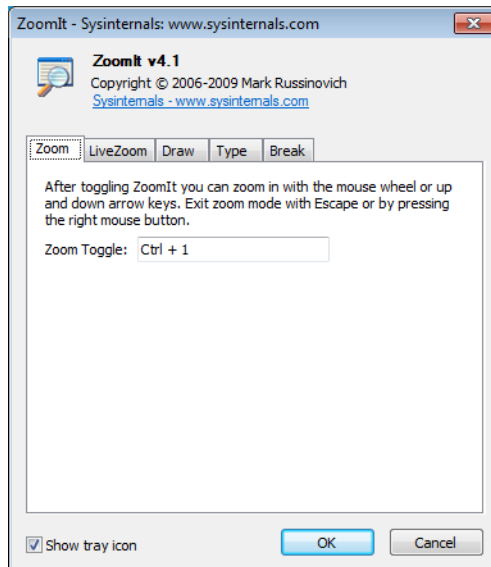 ZoomIt - Sysinternals: www.sysinternals.com
ZoomIt v4.1
Copyright © 2006-2009 Mark Russinovich
Sysinternals - www.sysinternals.com
Zoom LiveZoom Draw Type Break
After toggling ZoomIt you can zoom in with the mouse wheel or up
and down arrow keys. Exit zoom mode with Escape or by pressing
the right mouse button.
Zoom Toggle: Ctrl + 1
Show tray icon OK Cancel